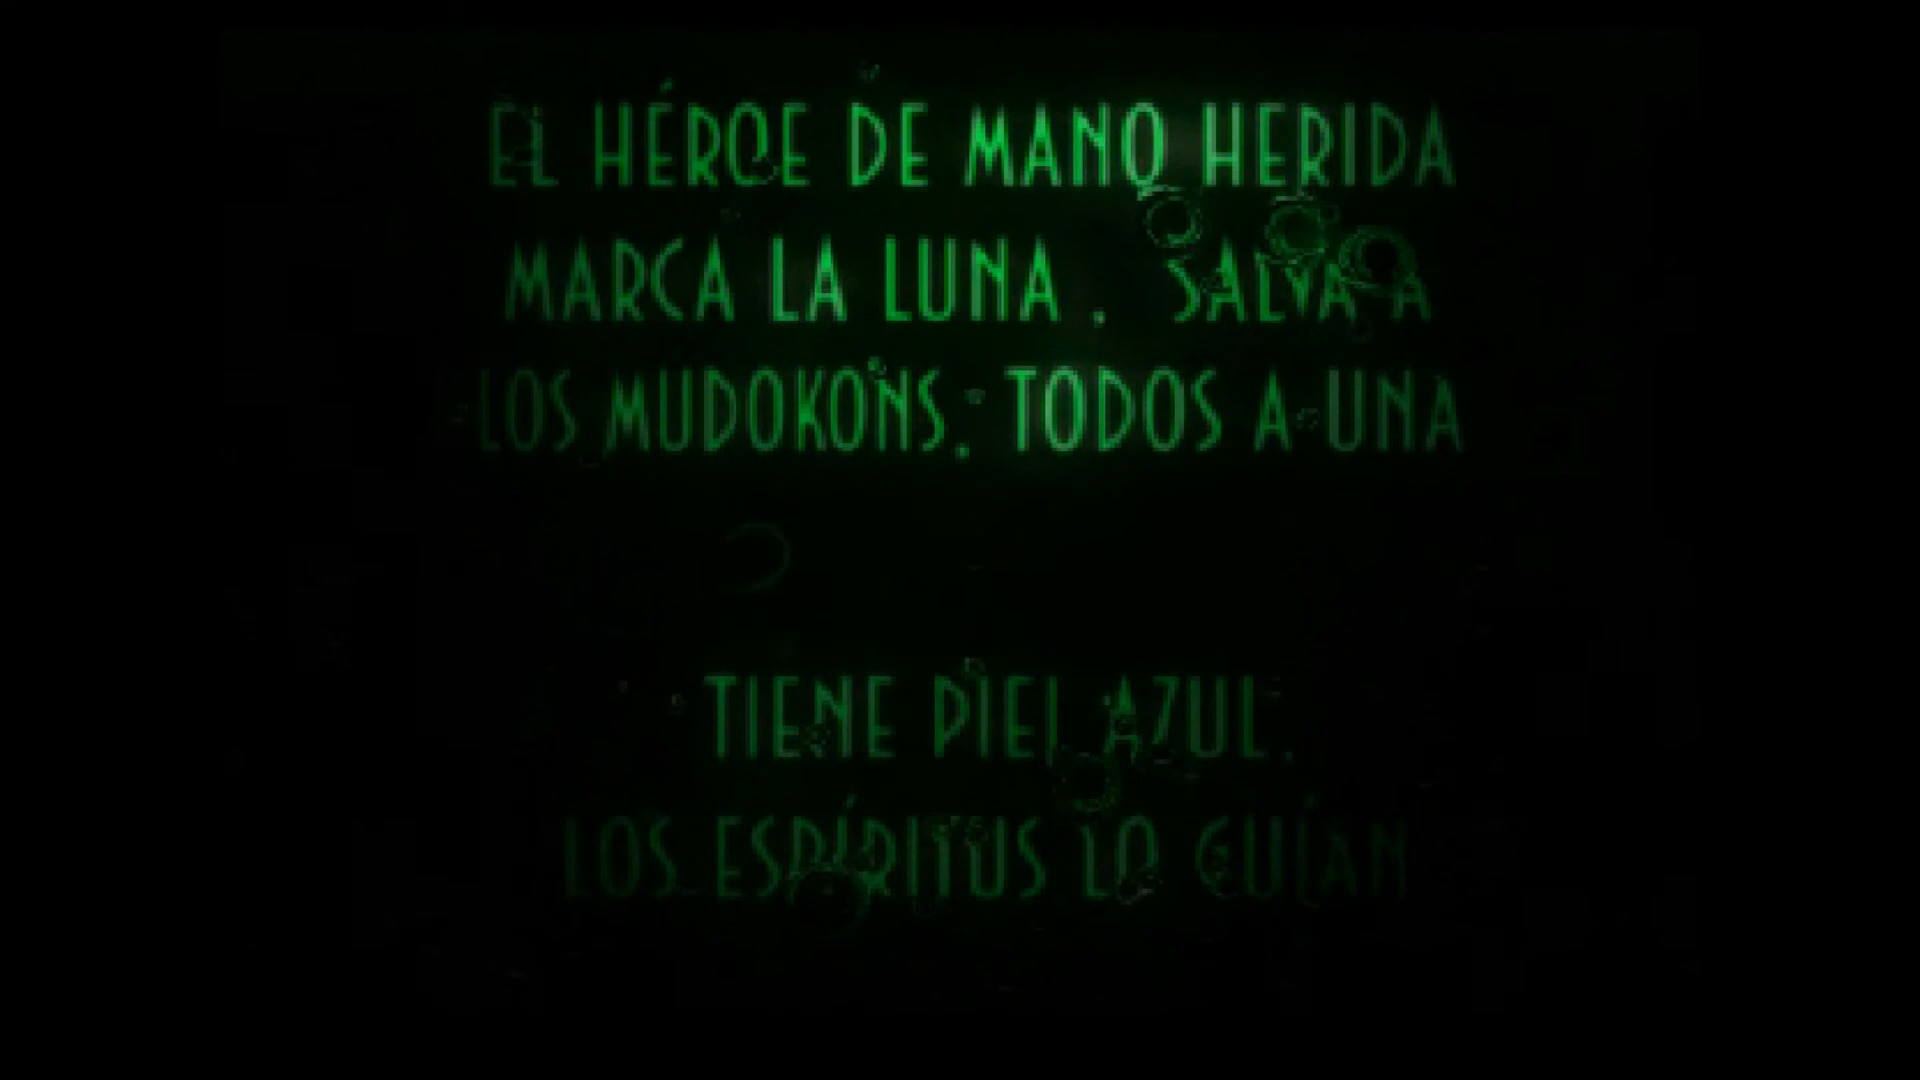 EL HÉROE DE MANO HERIDA
MARCA LA LUNA . SALVA A
LOS MUDOKONS; TODOS A UNA
TIENE PIEL AZUL.
LOS ESPÍRITUS LO GUÍAN